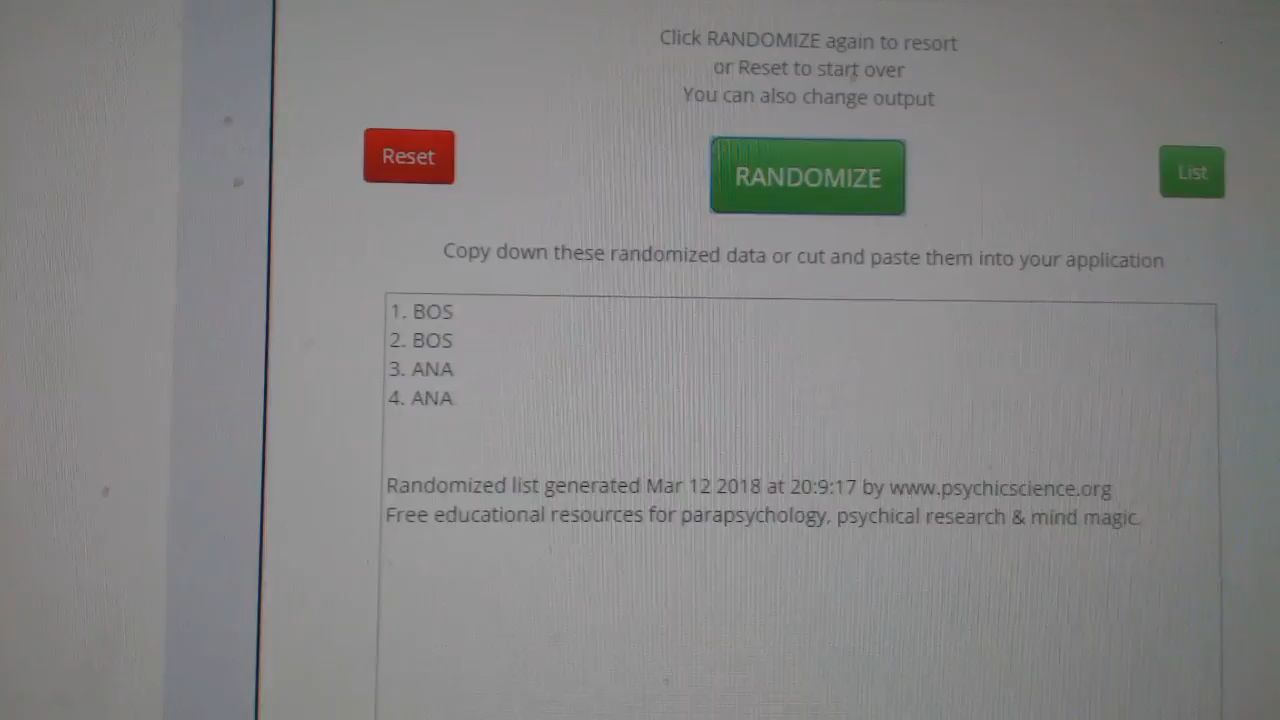 Click RANDOMIZE again to resort
or Reset to start over
You can also change output
Reset
RANDOMIZE
List
Copy down these randomized data or cut and paste them into your application
1. BOS
2. BOS
3. ANA
4. ANA
Randomized list generated Mar 12 2018 at 20:9:17 by www.psychicscience.org
Free educational resources for parapsychology, psychical research & mind magic.